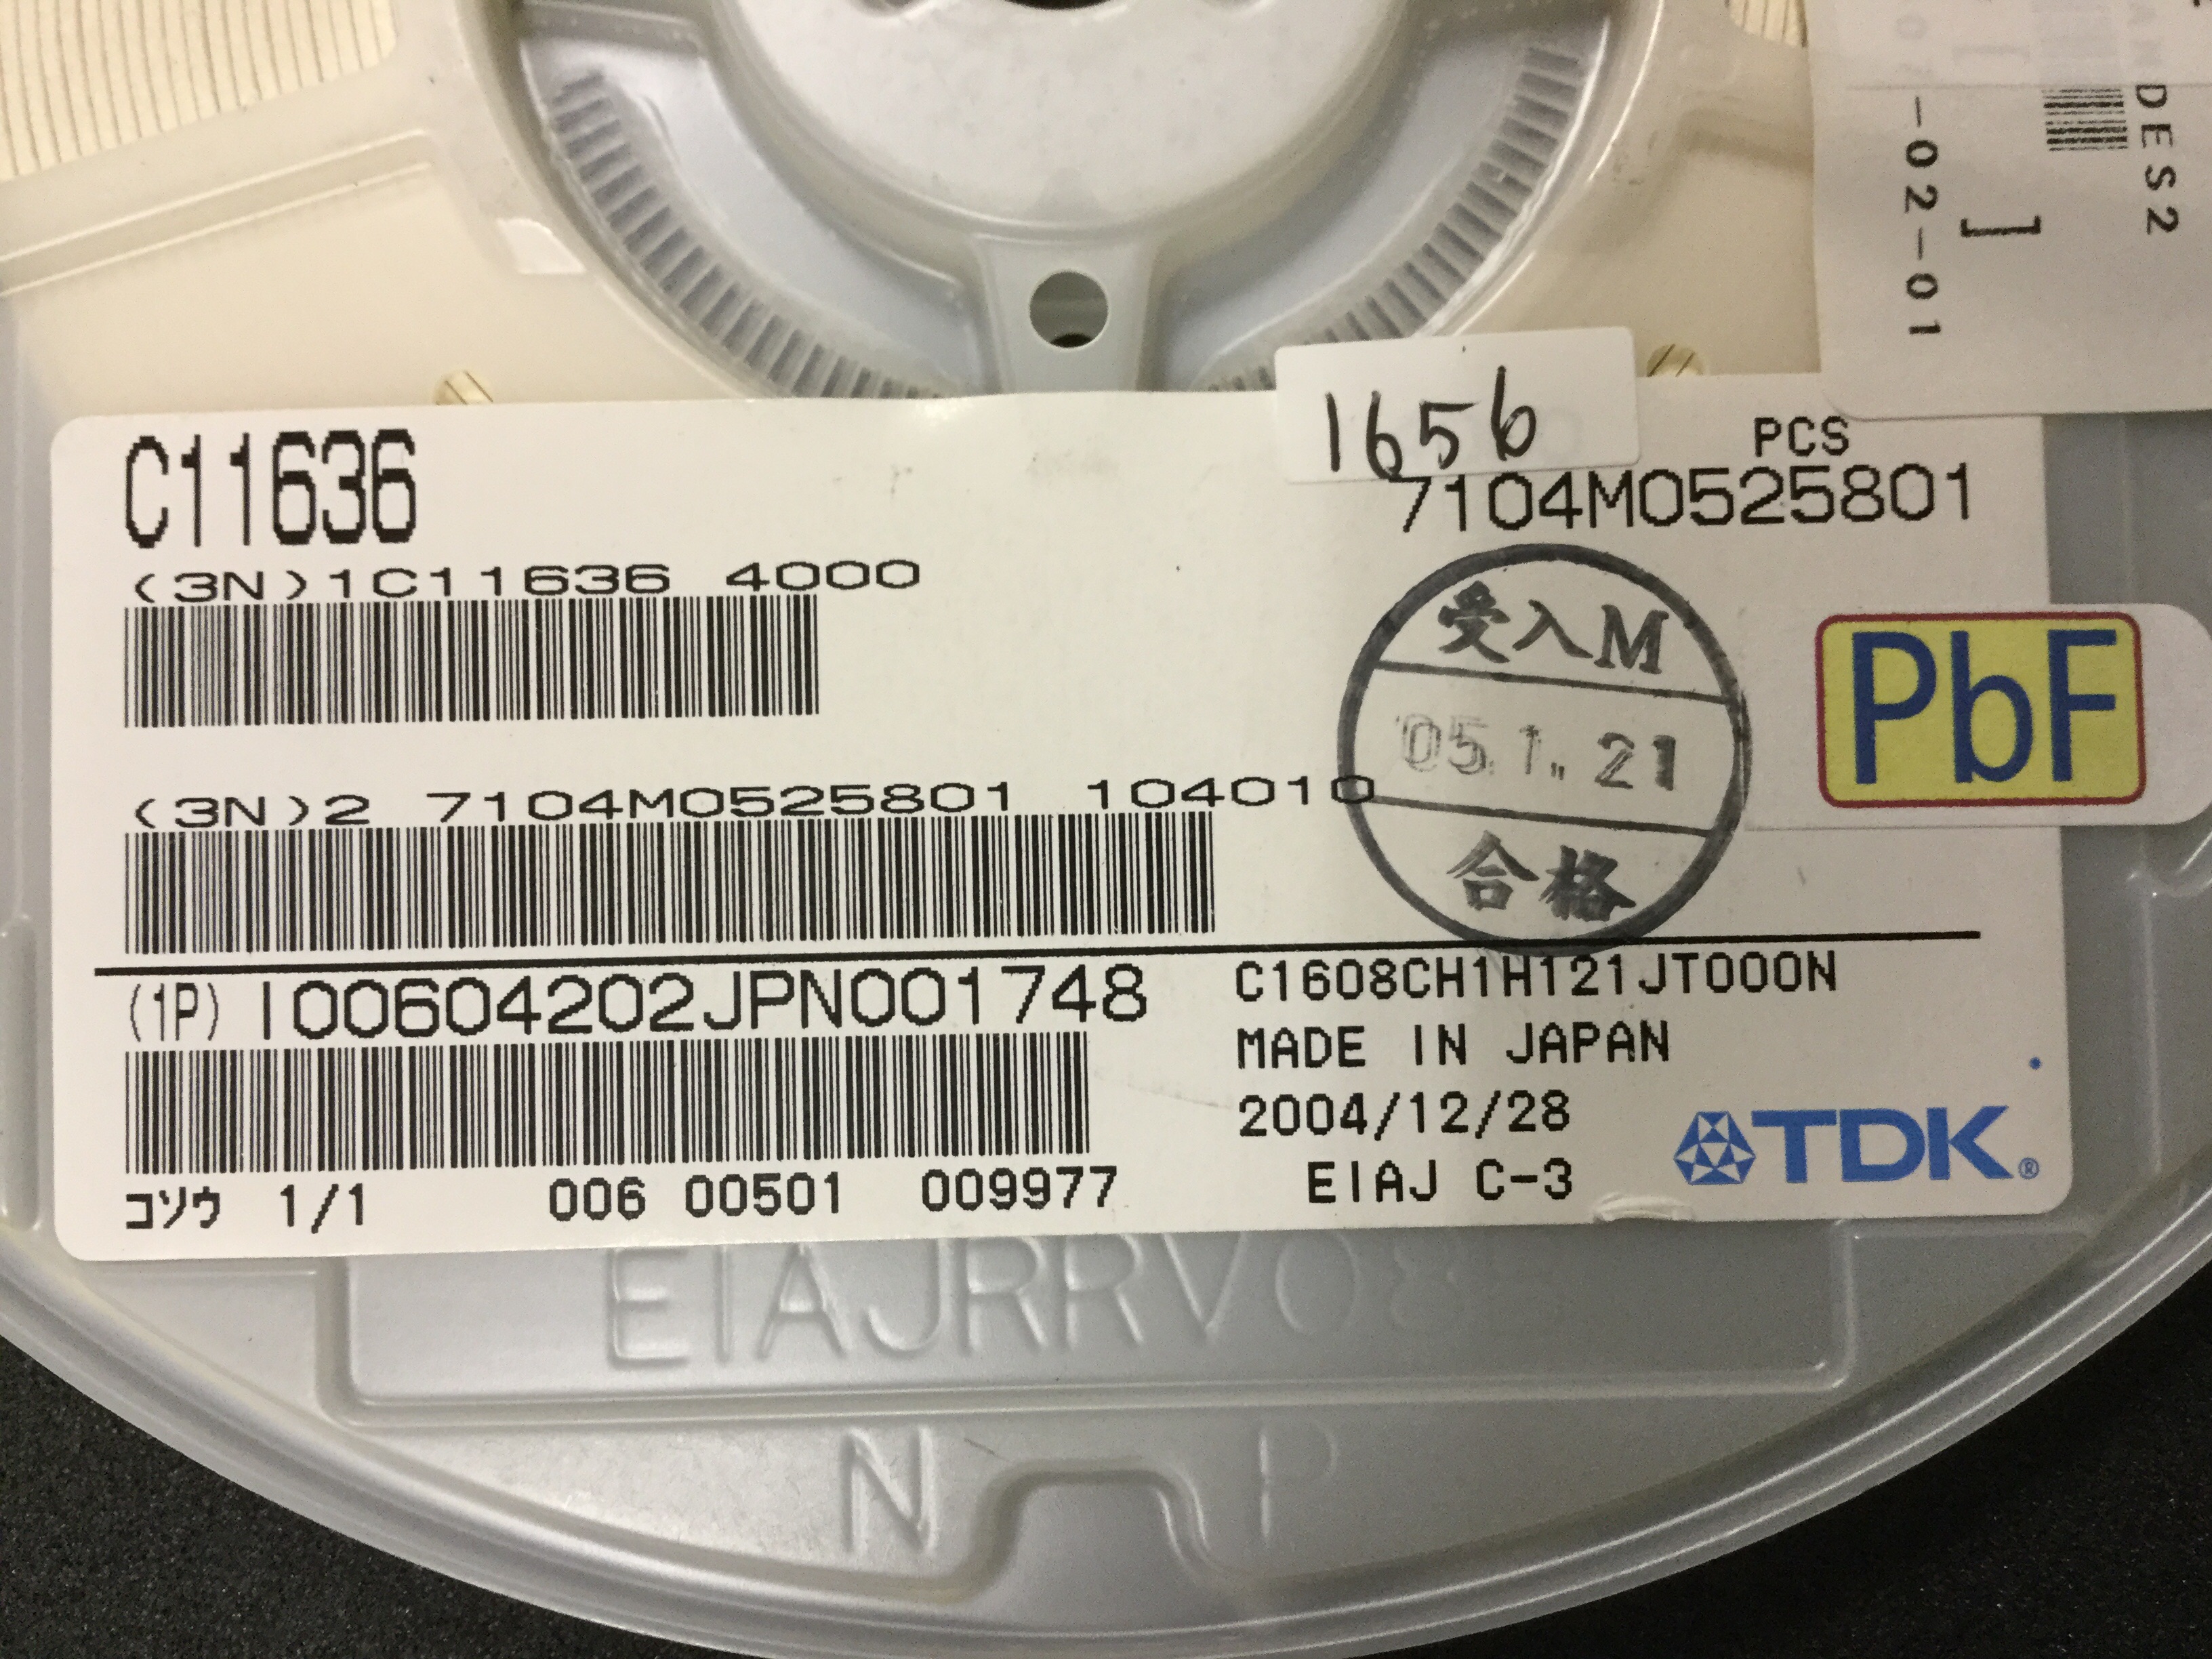 DES2
-02-01
]
1656
C11636
PCS
7104M0525801
(3N)1C11636 4000
受入M
05.1.21
合格
PbF
(3N)2 7104M0525801 104010
(1P) I00604202JPN001748
C1608CH1H121JT000N
MADE IN JAPAN
2004/12/28
EIAJ C-3
TDK®
コソウ 1/1 006 00501 009977
EIAJRRV08
N P